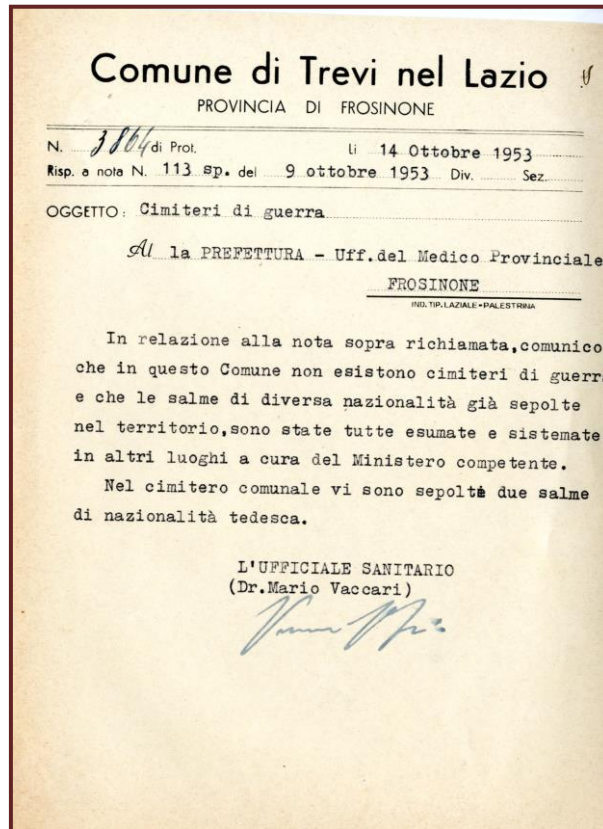 Comune di Trevi nel Lazio
PROVINCIA DI FROSINONE
N. 3864 di Prot. li 14 Ottobre 1953
Risp. a nota N. 113 sp. del 9 ottobre 1953 Div. Sez.
OGGETTO: Cimiteri di guerra
Al la PREFETTURA - Uff.del Medico Provinciale
FROSINONE
IND. TIP. LAZIALE - PALESTRINA
In relazione alla nota sopra richiamata,comunico
che in questo Comune non esistono cimiteri di guerra
e che le salme di diversa nazionalità già sepolte
nel territorio,sono state tutte esumate e sistemate
in altri luoghi a cura del Ministero competente.
Nel cimitero comunale vi sono sepolte due salme
di nazionalità tedesca.
L'UFFICIALE SANITARIO
(Dr.Mario Vaccari)